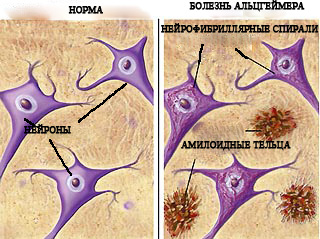 НОРМА
БОЛЕЗНЬ АЛЬЦГЕЙМЕРА
НЕЙРОФИБРИЛЛЯРНЫЕ СПИРАЛИ
НЕЙРОНЫ
АМИЛОИДНЫЕ ТЕЛЬЦА